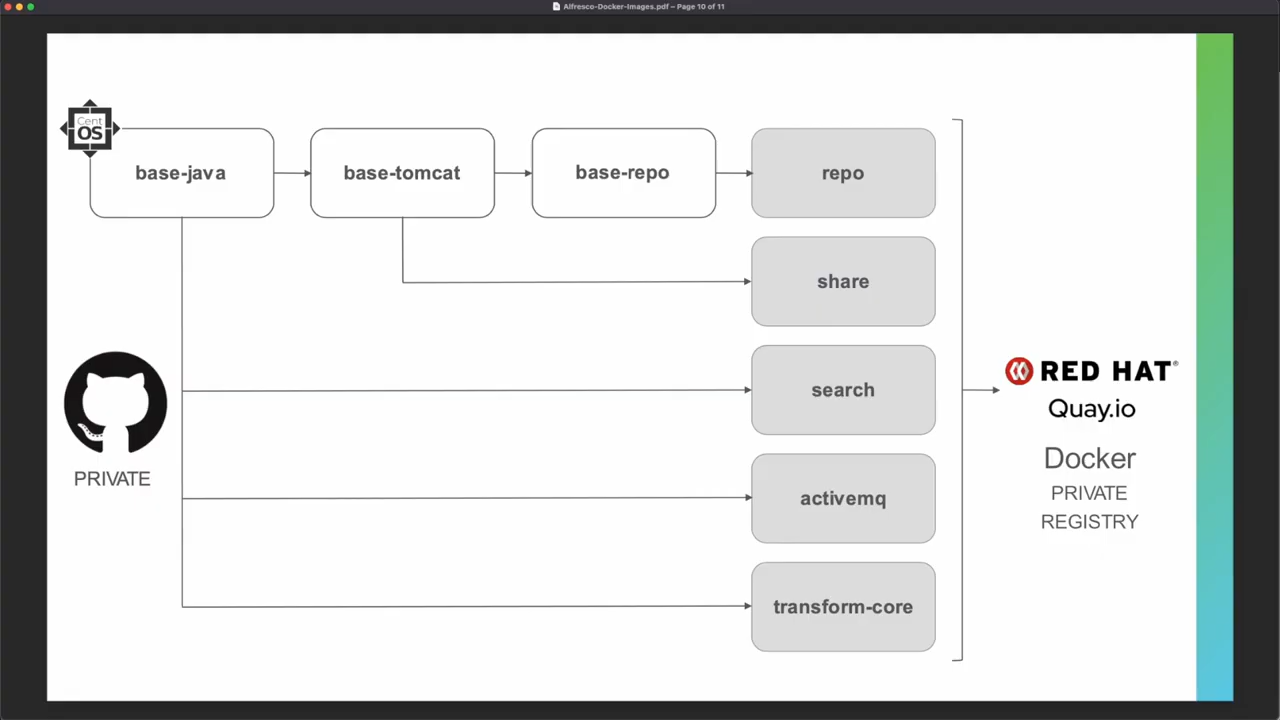 Alfresco-Docker-Images.pdf – Page 10 of 11
Cent
OS
base-java
base-tomcat
base-repo
repo
share
search
activemq
transform-core
PRIVATE
RED HAT®
Quay.io
Docker
PRIVATE
REGISTRY